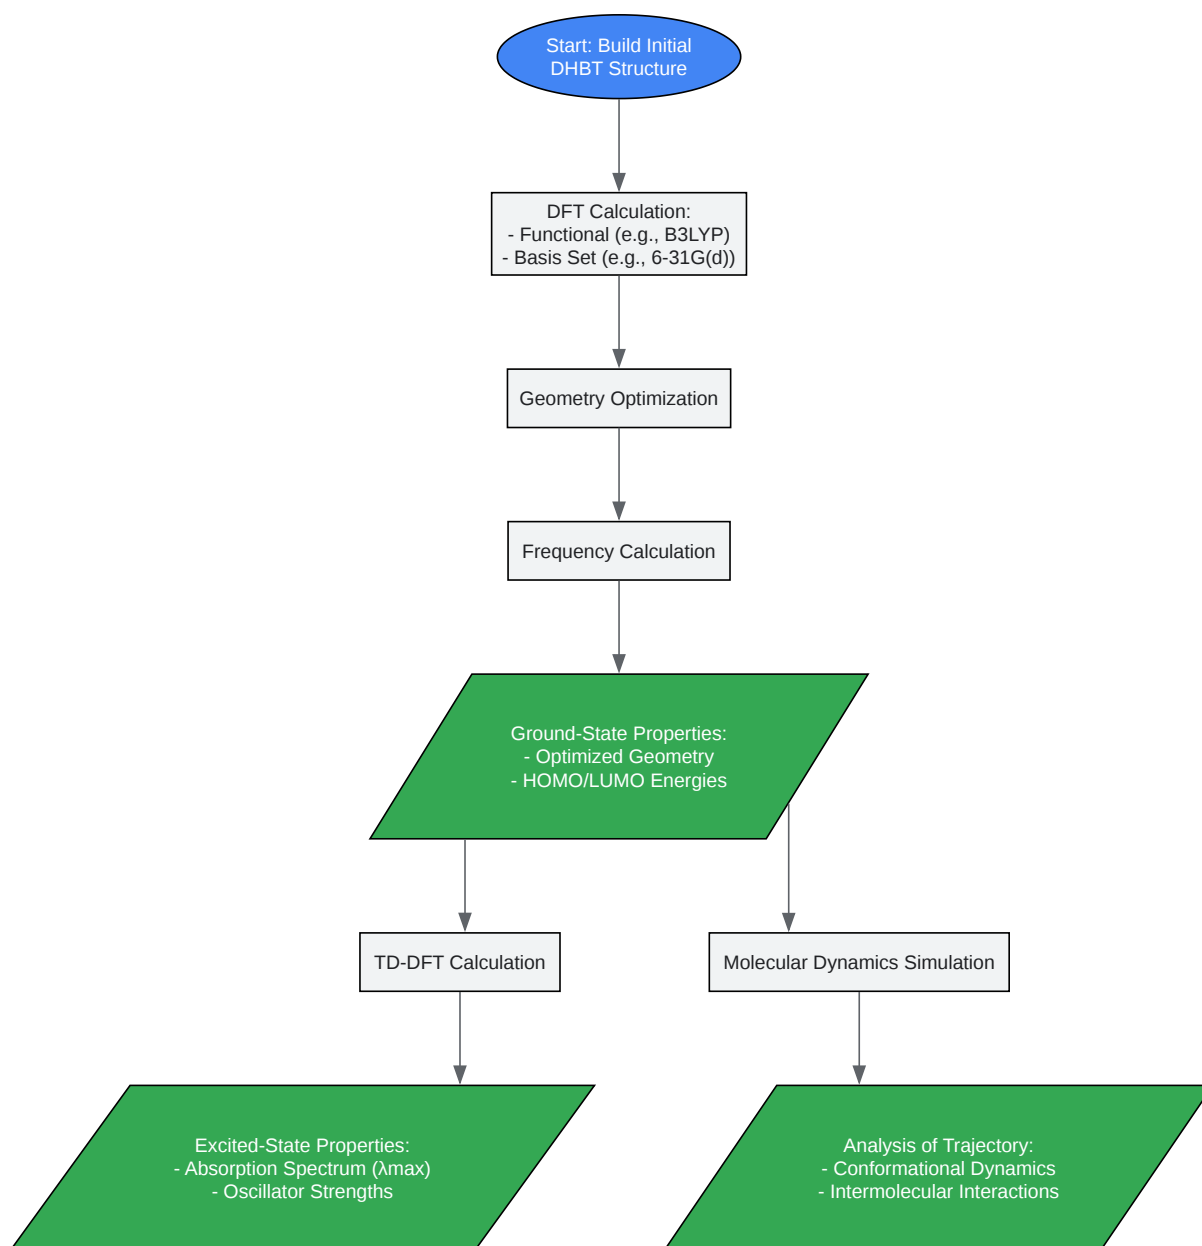 Start: Build Initial
DHBT Structure
DFT Calculation:
- Functional (e.g., B3LYP)
- Basis Set (e.g., 6-31G(d))
Geometry Optimization
Frequency Calculation
Ground-State Properties:
- Optimized Geometry
- HOMO/LUMO Energies
TD-DFT Calculation
Molecular Dynamics Simulation
Excited-State Properties:
- Absorption Spectrum (λmax)
- Oscillator Strengths
Analysis of Trajectory:
- Conformational Dynamics
- Intermolecular Interactions